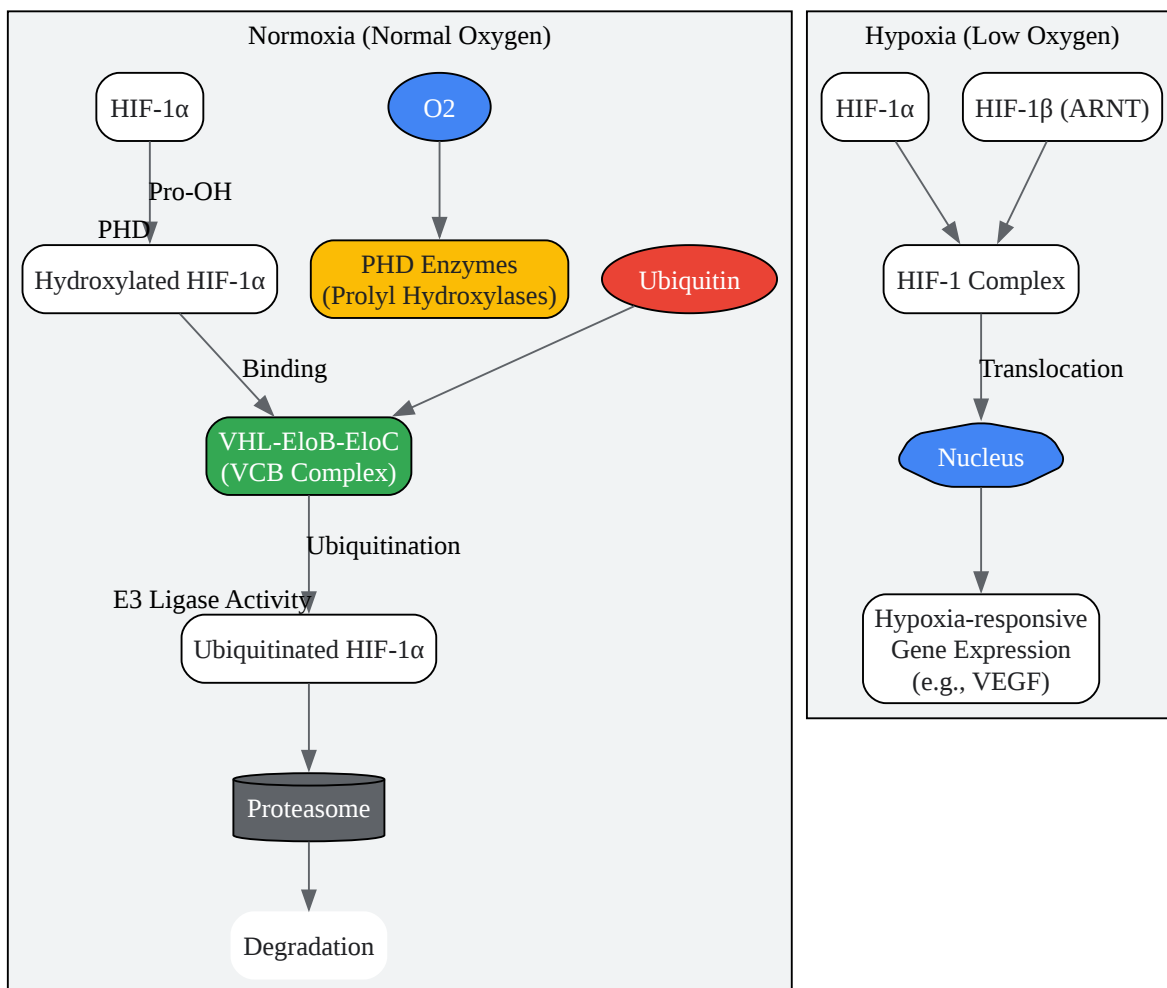 Normoxia (Normal Oxygen)
HIF-1α
O2
Pro-OH
PHD
Hydroxylated HIF-1α
PHD Enzymes
(Prolyl Hydroxylases)
Ubiquitin
Binding
VHL-EloB-EloC
(VCB Complex)
Ubiquitination
E3 Ligase Activity
Ubiquitinated HIF-1α
Proteasome
Degradation
Hypoxia (Low Oxygen)
HIF-1α
HIF-1β (ARNT)
HIF-1 Complex
Translocation
Nucleus
Hypoxia-responsive
Gene Expression
(e.g., VEGF)